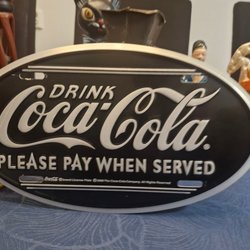 DRINK
Coca-Cola.
PLEASE PAY WHEN SERVED